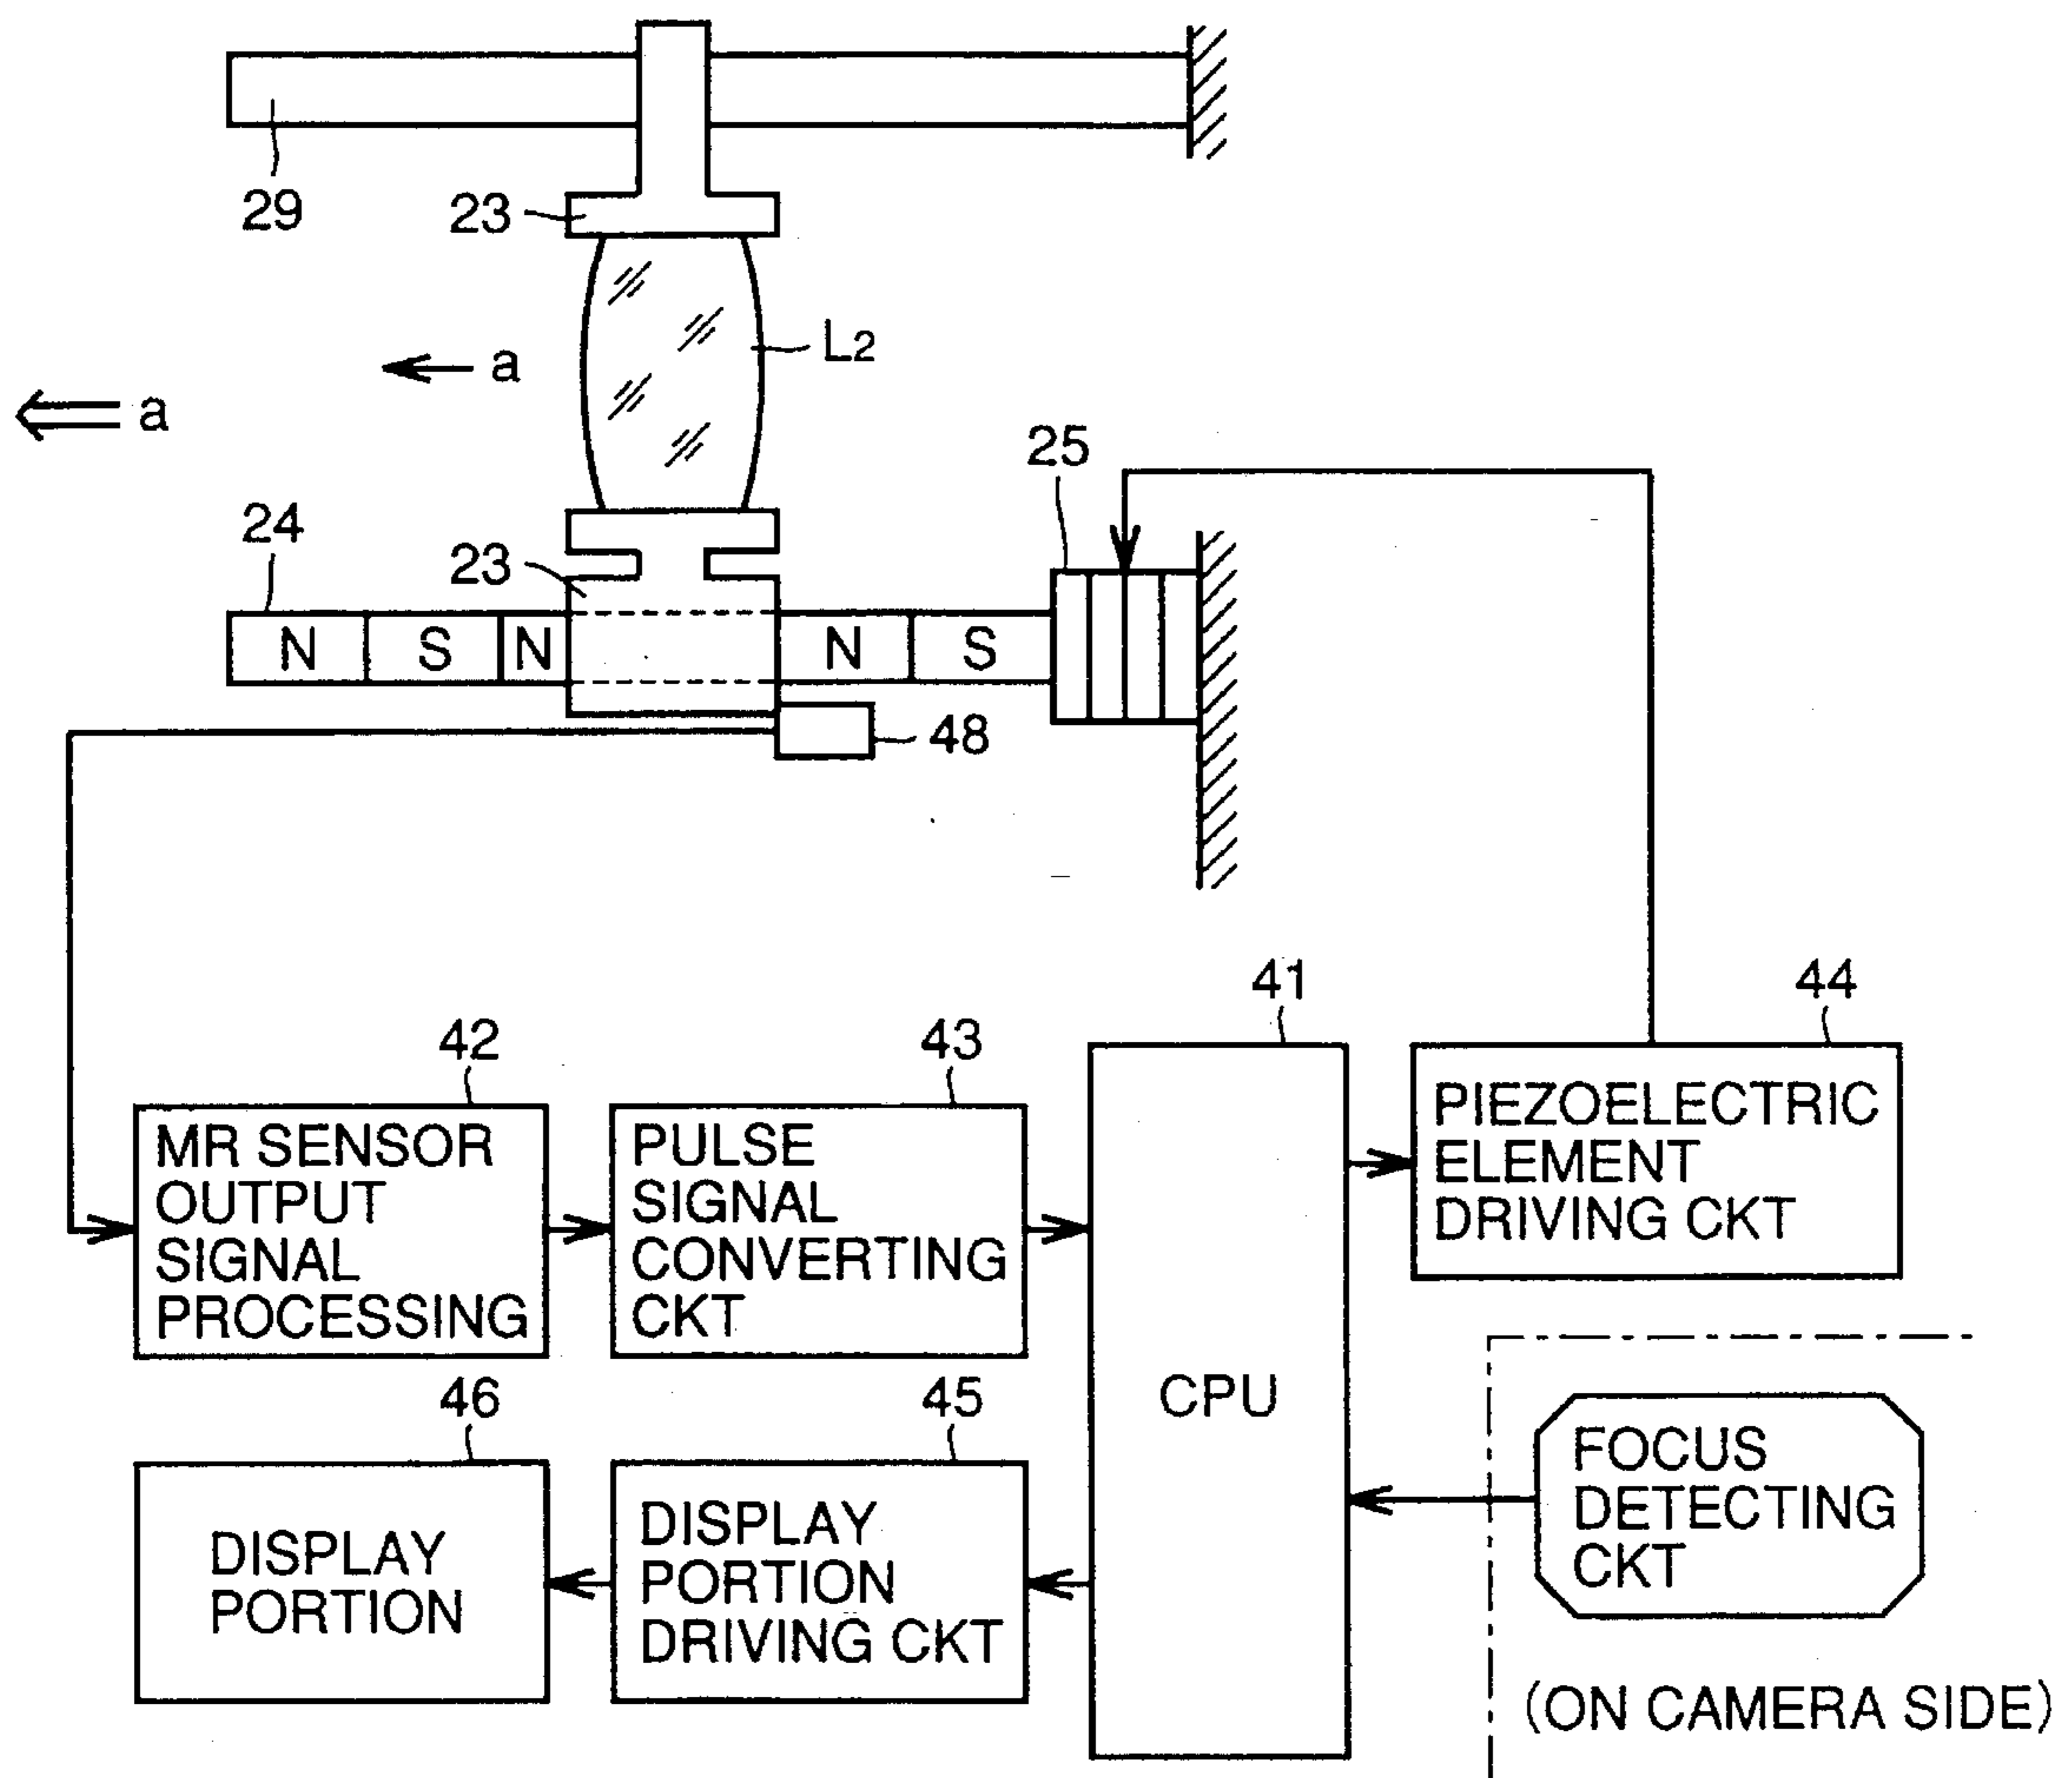 29
23
L2
a
a
25
24
23
N S N N S
48
41
44
42
43
MR SENSOR
OUTPUT
SIGNAL
PROCESSING
PULSE
SIGNAL
CONVERTING
CKT
CPU
PIEZOELECTRIC
ELEMENT
DRIVING CKT
46
45
DISPLAY
PORTION
DISPLAY
PORTION
DRIVING CKT
FOCUS
DETECTING
CKT
(ON CAMERA SIDE)